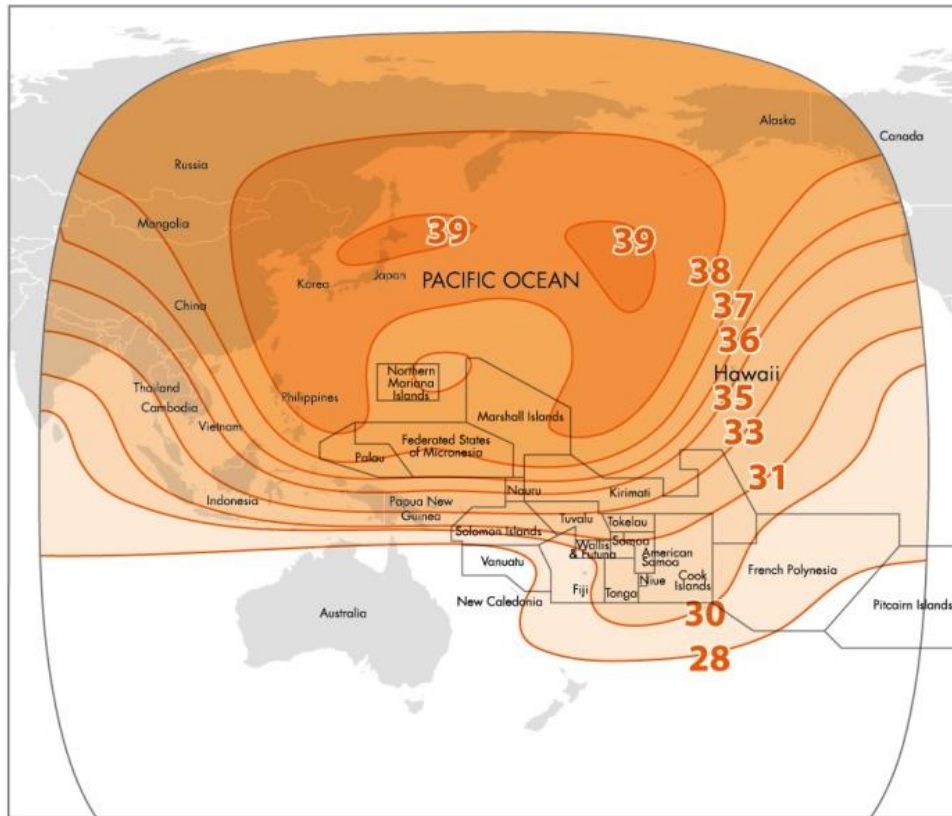 Alaska
Canada
Russia
Mongolia
39
39
PACIFIC OCEAN
38
Korea
Japan
China
37
36
Hawaii
Thailand
Northern
Mariana
Islands
Philippines
35
Cambodia
Marshall Islands
Vietnam
33
Federated States
of Micronesia
Palau
31
Nauru
Kirimati
Indonesia
Papua New
Guinea
Tuvalu
Tokelau
Solomon Islands
Samoa
Wallis
& Futuna
American
Samoa
Vanuatu
French Polynesia
Niue
Cook
Islands
Fiji
Tonga
New Caledonia
Pitcairn Islands
Australia
30
28